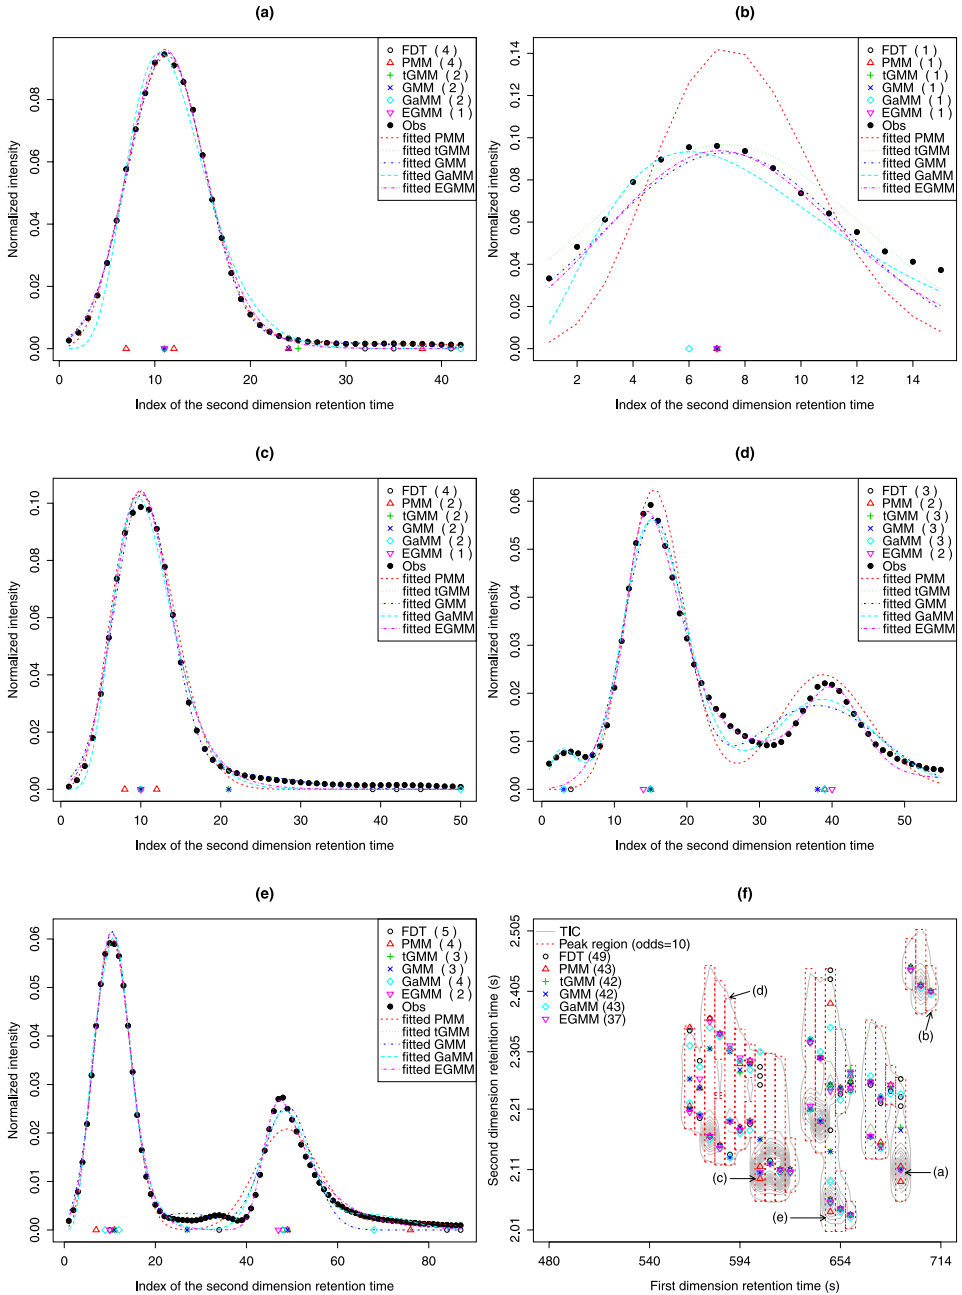 (a)
FDT (4)
PMM (4)
tGMM (2)
GMM (2)
GaMM (2)
EGMM (1)
Obs
fitted PMM
fitted tGMM
fitted GMM
fitted GaMM
fitted EGMM
Normalized intensity
0.00 0.02 0.04 0.06 0.08
0 10 20 30 40
Index of the second dimension retention time
(b)
FDT (1)
PMM (1)
tGMM (1)
GMM (1)
GaMM (1)
EGMM (1)
Obs
fitted PMM
fitted tGMM
fitted GMM
fitted GaMM
fitted EGMM
Normalized intensity
0.00 0.02 0.04 0.06 0.08 0.10 0.12 0.14
2 4 6 8 10 12 14
Index of the second dimension retention time
(c)
FDT (4)
PMM (2)
tGMM (2)
GMM (2)
GaMM (2)
EGMM (1)
Obs
fitted PMM
fitted tGMM
fitted GMM
fitted GaMM
fitted EGMM
Normalized intensity
0.00 0.02 0.04 0.06 0.08 0.10
0 10 20 30 40 50
Index of the second dimension retention time
(d)
FDT (3)
PMM (2)
tGMM (3)
GMM (3)
GaMM (3)
EGMM (2)
Obs
fitted PMM
fitted tGMM
fitted GMM
fitted GaMM
fitted EGMM
Normalized intensity
0.00 0.01 0.02 0.03 0.04 0.05 0.06
0 10 20 30 40 50
Index of the second dimension retention time
(e)
FDT (5)
PMM (4)
tGMM (3)
GMM (3)
GaMM (4)
EGMM (2)
Obs
fitted PMM
fitted tGMM
fitted GMM
fitted GaMM
fitted EGMM
Normalized intensity
0.00 0.01 0.02 0.03 0.04 0.05 0.06
0 20 40 60 80
Index of the second dimension retention time
(f)
TIC
Peak region (odds=10)
FDT (49)
PMM (43)
tGMM (42)
GMM (42)
GaMM (43)
EGMM (37)
(d)
(b)
(c)
(a)
(e)
Second dimension reteintion time (s)
2.01 2.11 2.21 2.305 2.405 2.505
480 540 594 654 714
First dimension retention time (s)